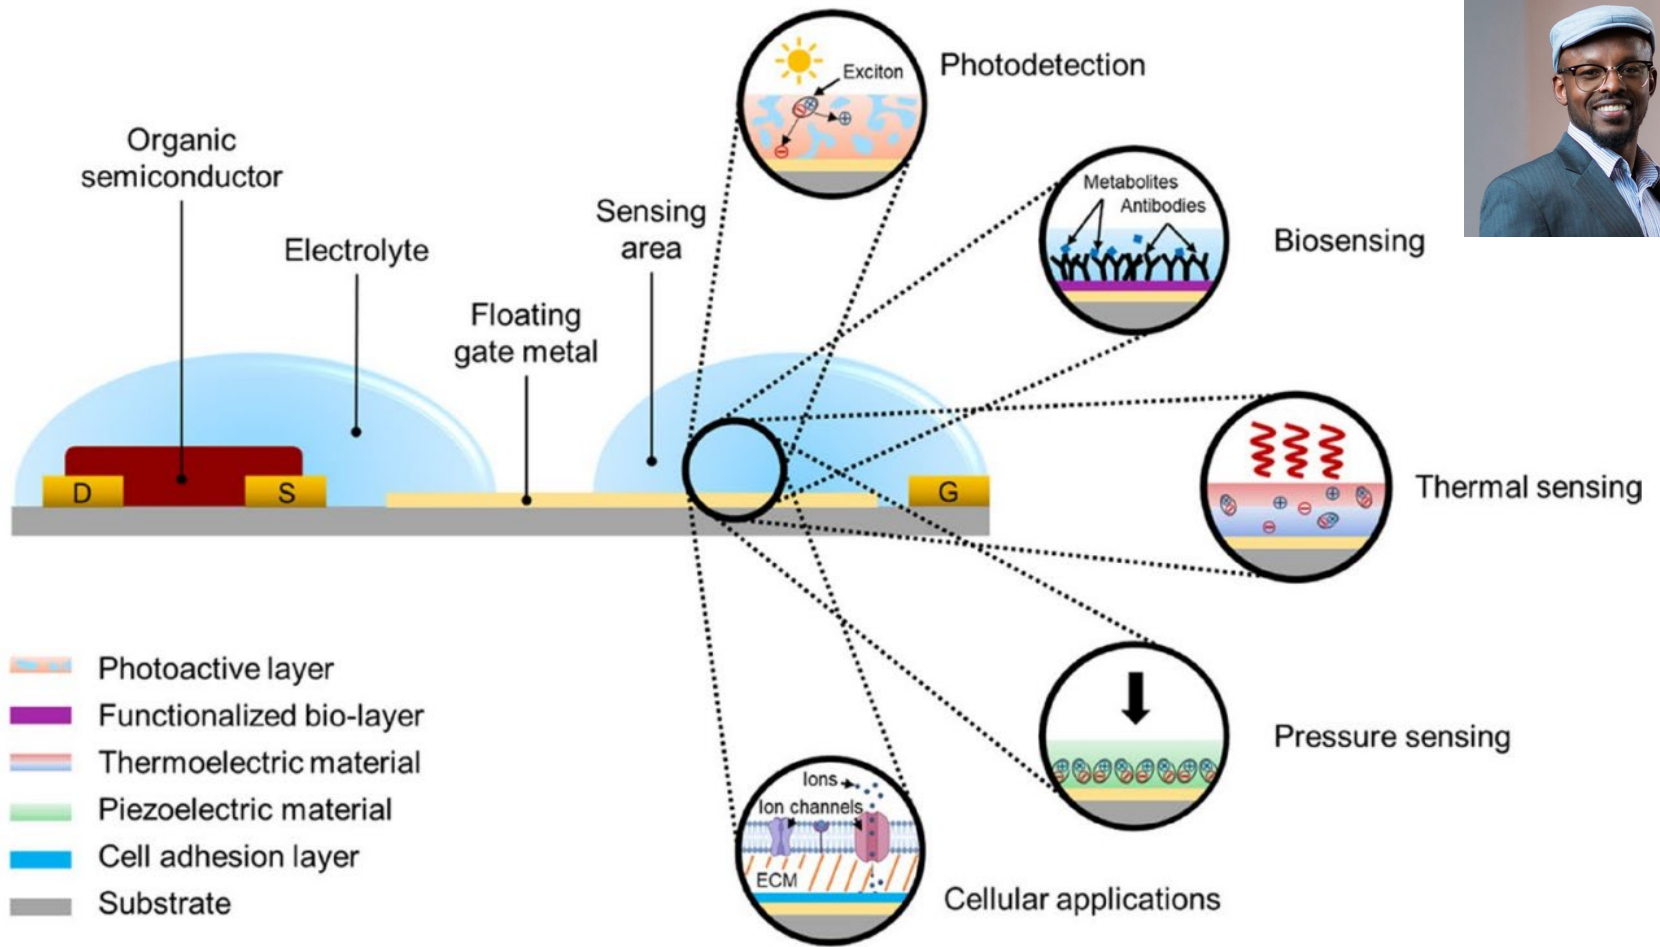 Photodetection
Exciton
Organic
semiconductor
Electrolyte
Sensing
area
Floating
gate metal
Metabolites
Antibodies
Biosensing
D
S
G
Thermal sensing
Pressure sensing
Photoactive layer
Functionalized bio-layer
Thermoelectric material
Piezoelectric material
Cell adhesion layer
Substrate
Ions
Ion channels
ECM
Cellular applications